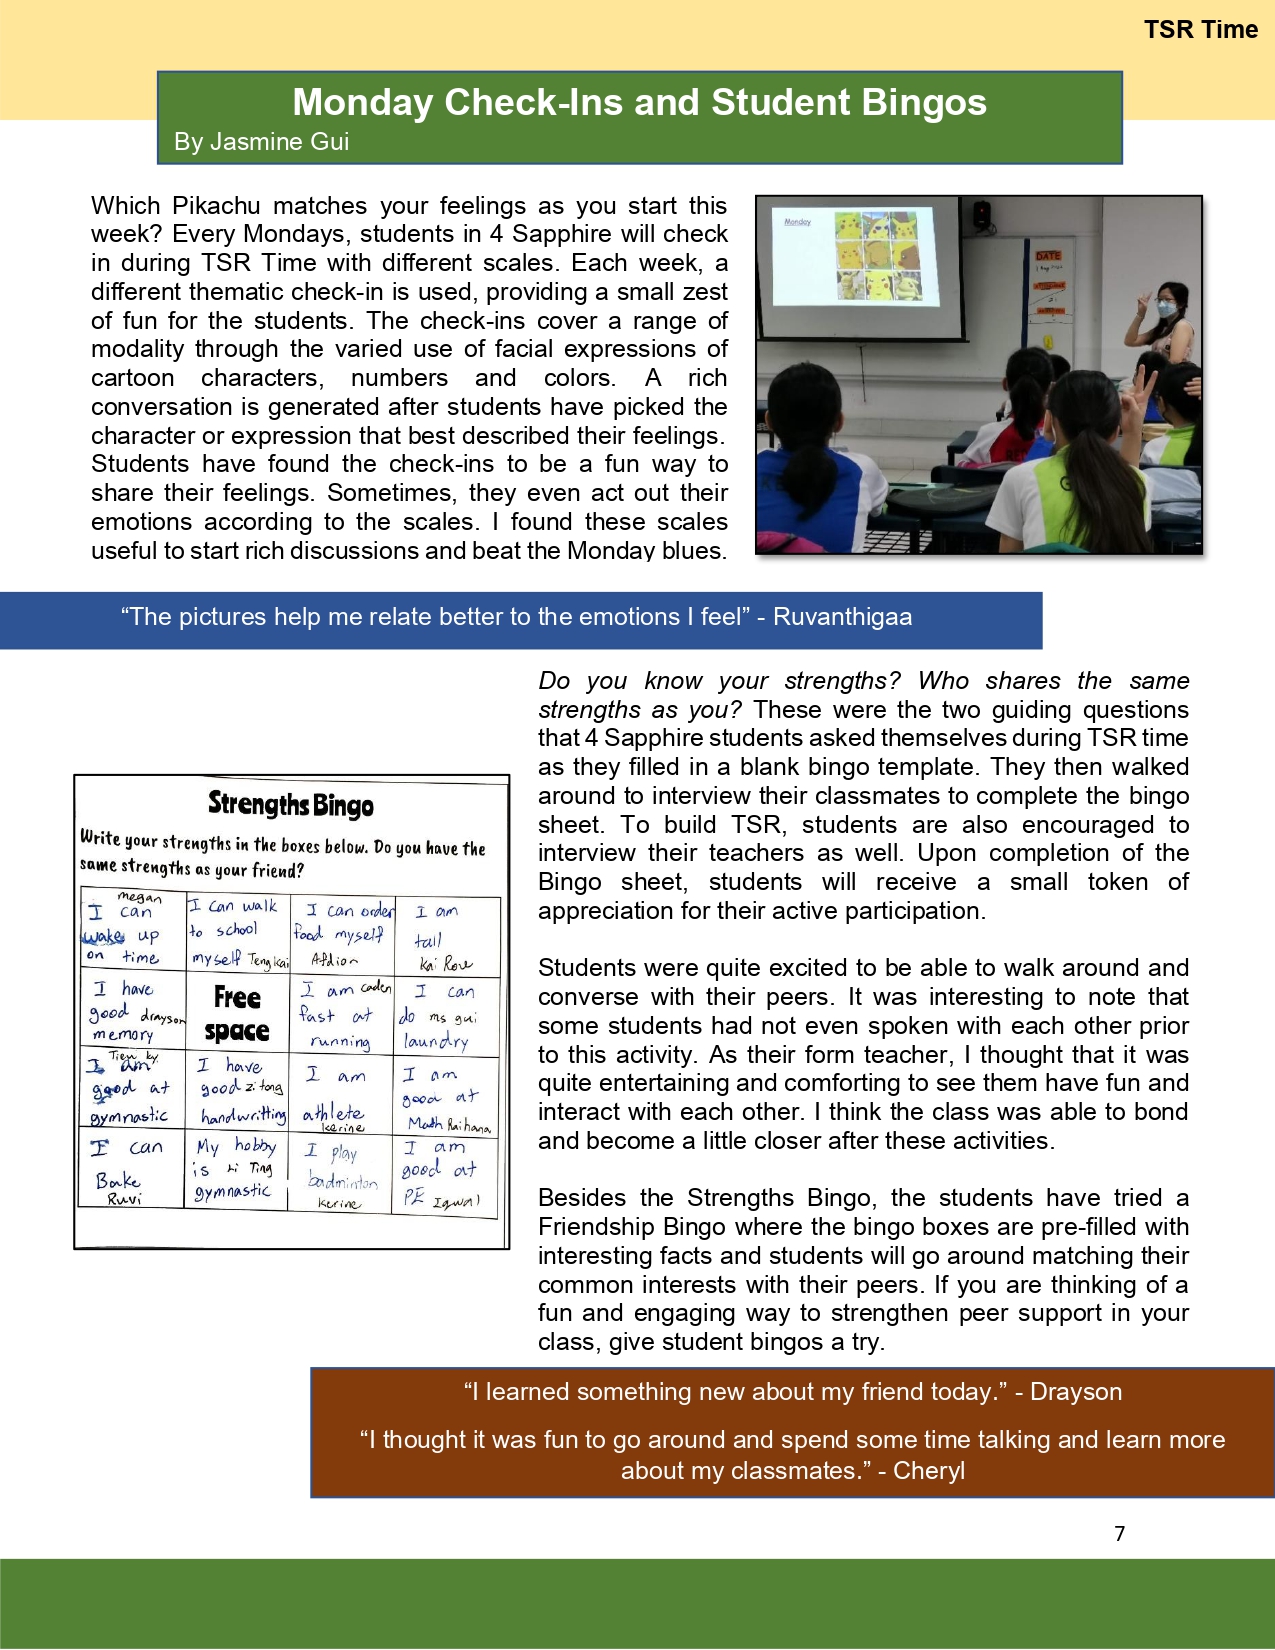 TSR Time
Monday Check-Ins and Student Bingos
By Jasmine Gui
Which Pikachu matches your feelings as you start this
week? Every Mondays, students in 4 Sapphire will check
in during TSR Time with different scales. Each week, a
different thematic check-in is used, providing a small zest
of fun for the students. The check-ins cover a range of
modality through the varied use of facial expressions of
cartoon characters, numbers and colors. A rich
conversation is generated after students have picked the
character or expression that best described their feelings.
Students have found the check-ins to be a fun way to
share their feelings. Sometimes, they even act out their
emotions according to the scales. I found these scales
useful to start rich discussions and beat the Monday blues.
Monday
DATE
“The pictures help me relate better to the emotions I feel” - Ruvanthigaa
Strengths Bingo
Write your strengths in the boxes below. Do you have the
same strengths as your friend?
megan
I can
wake up
on time
I can walk
to school
myself Teng kai
I can order
food myself
Afdion
I am
tall
Kai Rowe
I have
good drayson
memory
Free
space
I am caden
fast at
running
I can
do ms gui
laundry
Tien ky
I am
good at
gymnastic
I have
good zi tong
handwritting
I am
athlete
kerine
I am
good at
Math Raihana
I can
Bake
Ruvi
My hobby
is Li Ting
gymnastic
I play
badminton
kerine
I am
good at
PE Iqwal
Do you know your strengths? Who shares the same
strengths as you? These were the two guiding questions
that 4 Sapphire students asked themselves during TSR time
as they filled in a blank bingo template. They then walked
around to interview their classmates to complete the bingo
sheet. To build TSR, students are also encouraged to
interview their teachers as well. Upon completion of the
Bingo sheet, students will receive a small token of
appreciation for their active participation.
Students were quite excited to be able to walk around and
converse with their peers. It was interesting to note that
some students had not even spoken with each other prior
to this activity. As their form teacher, I thought that it was
quite entertaining and comforting to see them have fun and
interact with each other. I think the class was able to bond
and become a little closer after these activities.
Besides the Strengths Bingo, the students have tried a
Friendship Bingo where the bingo boxes are pre-filled with
interesting facts and students will go around matching their
common interests with their peers. If you are thinking of a
fun and engaging way to strengthen peer support in your
class, give student bingos a try.
“I learned something new about my friend today.” - Drayson
“I thought it was fun to go around and spend some time talking and learn more
about my classmates.” - Cheryl
7